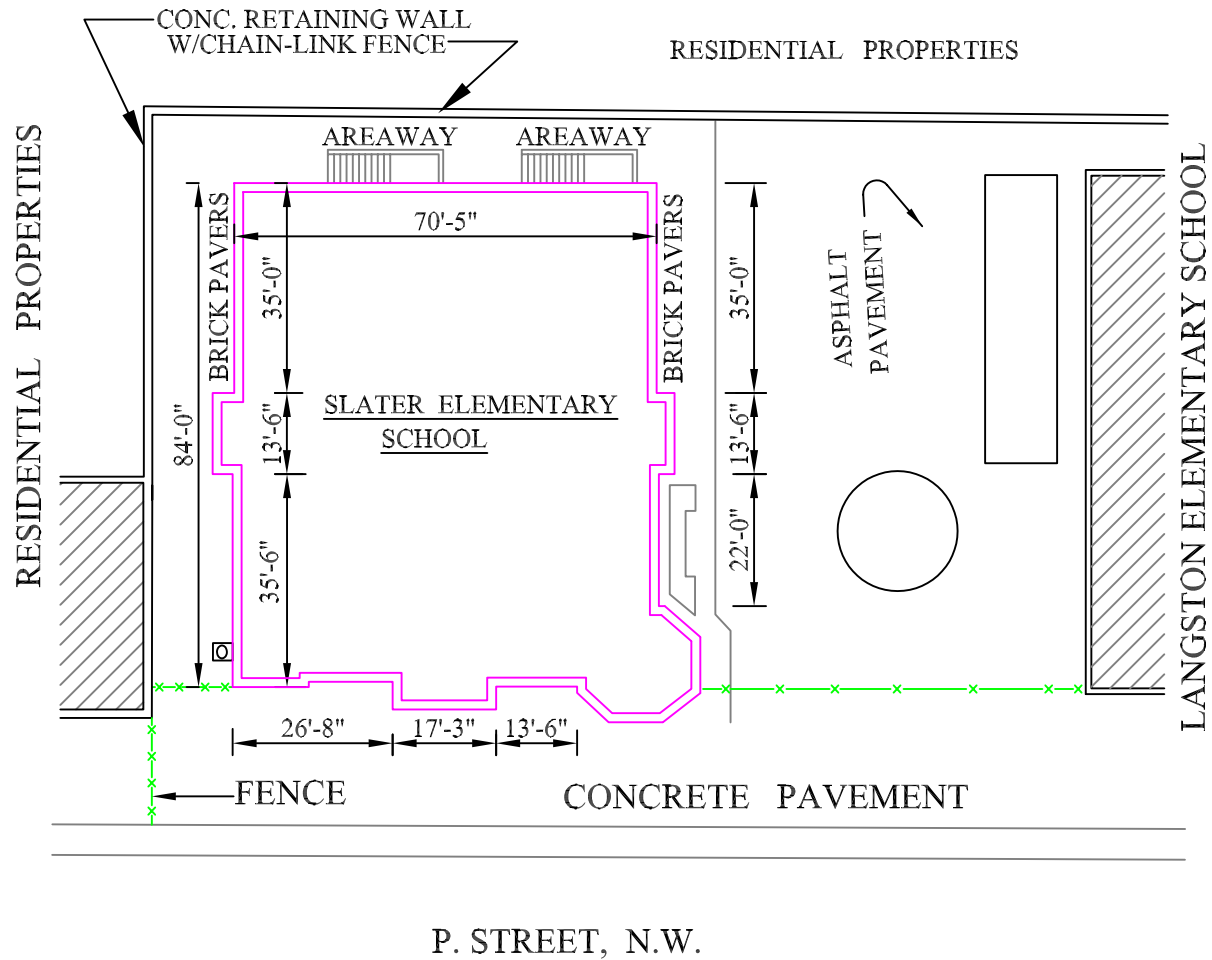 CONC. RETAINING WALL
W/CHAIN-LINK FENCE
RESIDENTIAL PROPERTIES
RESIDENTIAL PROPERTIES
AREAWAY
AREAWAY
BRICK PAVERS
70'-5"
BRICK PAVERS
35'-0"
35'-0"
ASPHALT
PAVEMENT
LANGSTON ELEMENTARY SCHOOL
84'-0"
13'-6"
SLATER ELEMENTARY
SCHOOL
13'-6"
35'-6"
22'-0"
26'-8"
17'-3"
13'-6"
FENCE
CONCRETE PAVEMENT
P. STREET, N.W.